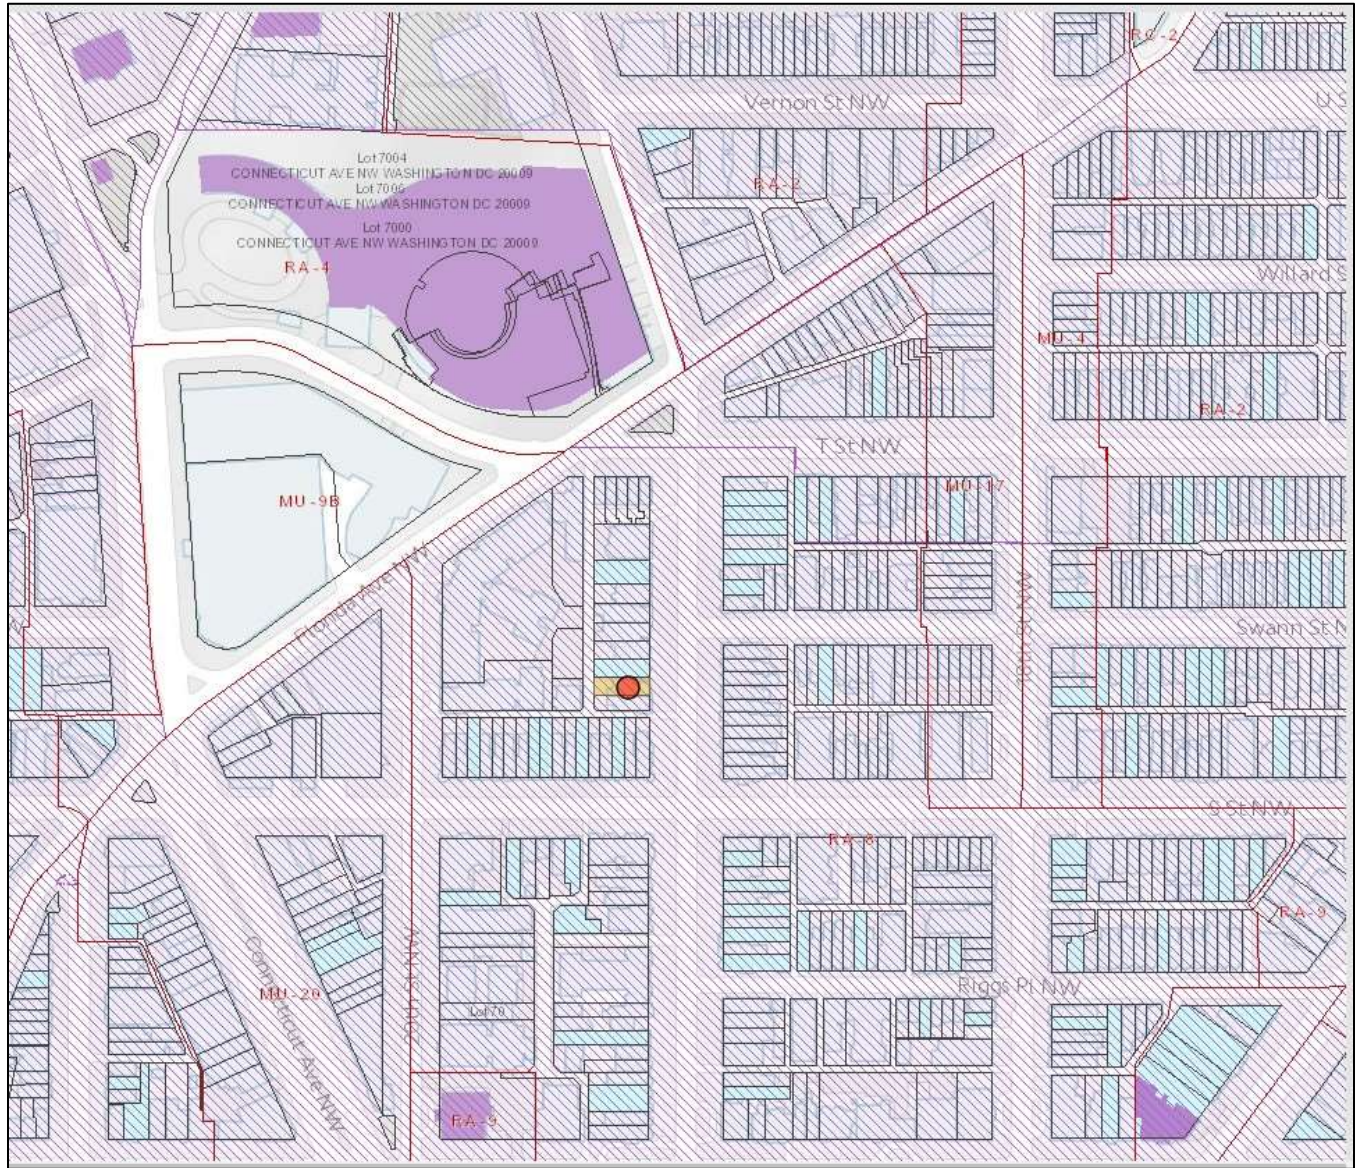 RC-2
Vernon St NW
U S
Lot 7004
CONNECTICUT AVE NW WASHINGTON DC 20009
Lot 7006
CONNECTICUT AVE NW WASHINGTON DC 20009
Lot 7000
CONNECTICUT AVE NW WASHINGTON DC 20009
RA-4
RA-2
Willard S
MU-4
RA-2
T St NW
MU-17
MU-9B
Florida Ave NW
Swann St N
S St NW
RA-8
RA-9
Connecticut Ave NW
MU-20
Riggs Pl NW
Lot 70
RA-9